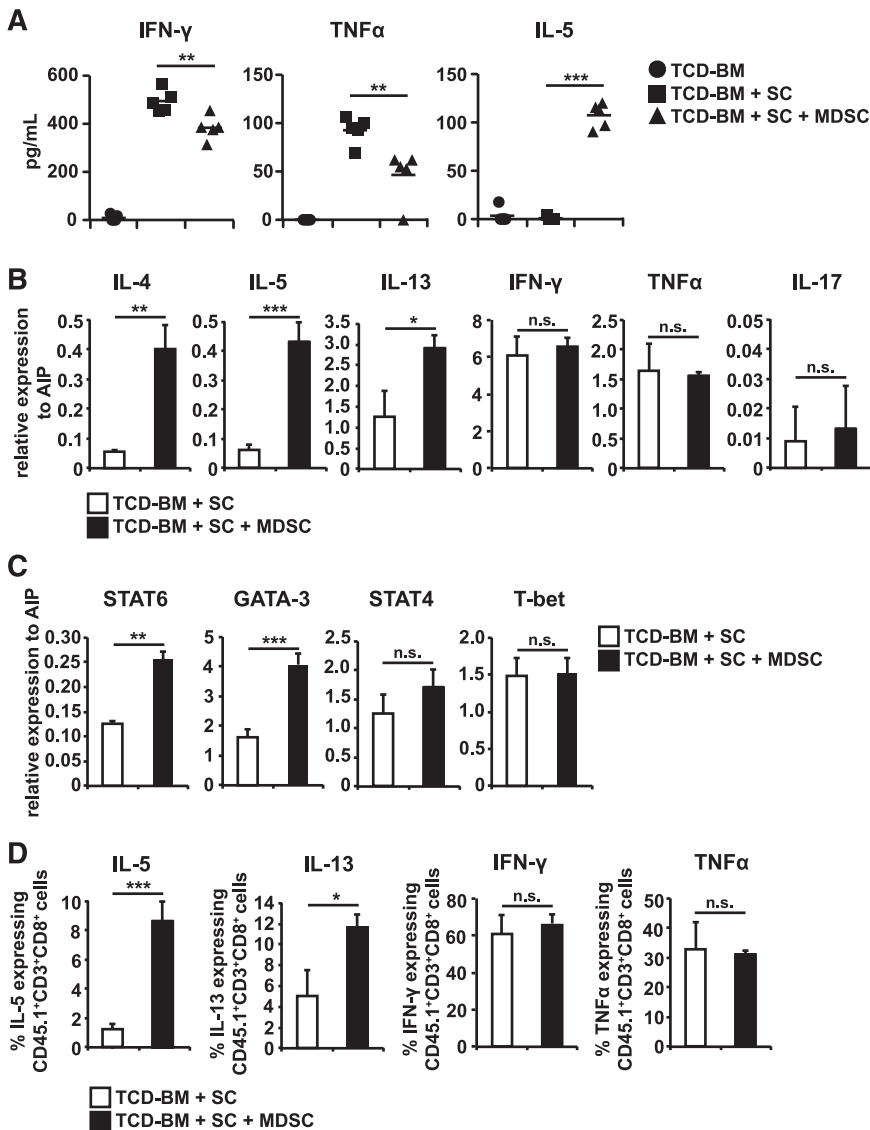 A
IFN-γ
TNFα
IL-5
pg/mL
600
400
200
0
**
150
100
50
0
**
150
100
50
0
***
TCD-BM
TCD-BM + SC
TCD-BM + SC + MDSC
B
IL-4
IL-5
IL-13
IFN-γ
TNFα
IL-17
relative expression
to AIP
0.5
0.4
0.3
0.2
0.1
0
**
0.5
0.4
0.3
0.2
0.1
0
***
3.5
3.0
2.5
2.0
1.5
1.0
0.5
0
*
8
6
4
2
0
n.s.
2.5
2.0
1.5
1.0
0.5
0
n.s.
0.05
0.04
0.03
0.02
0.01
0
n.s.
TCD-BM + SC
TCD-BM + SC + MDSC
C
STAT6
GATA-3
STAT4
T-bet
relative expression to AIP
0.30
0.25
0.20
0.15
0.10
0.05
0
**
5
4
3
2
1
0
***
2.5
2.0
1.5
1.0
0.5
0
n.s.
2.0
1.5
1.0
0.5
0
n.s.
TCD-BM + SC
TCD-BM + SC + MDSC
D
IL-5
IL-13
IFN-γ
TNFα
% IL-5 expressing
CD45.1⁺CD3⁺CD8⁺ cells
10
8
6
4
2
0
***
% IL-13 expressing
CD45.1⁺CD3⁺CD8⁺ cells
14
12
10
8
6
4
2
0
*
% IFN-γ expressing
CD45.1⁺CD3⁺CD8⁺ cells
80
60
40
20
0
n.s.
% TNFα expressing
CD45.1⁺CD3⁺CD8⁺ cells
50
40
30
20
10
0
n.s.
TCD-BM + SC
TCD-BM + SC + MDSC